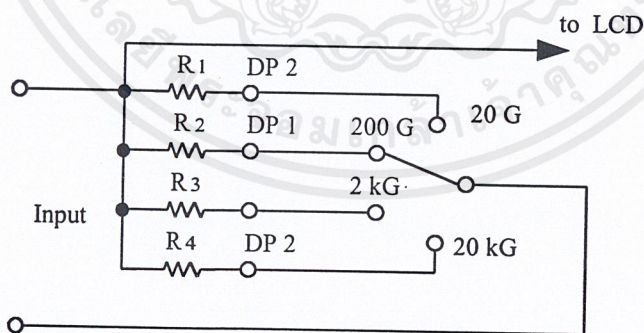 to LCD
R1 DP 2
20 G
R2 DP 1 200 G
R3 2 kG
Input
R4 DP 2 20 kG